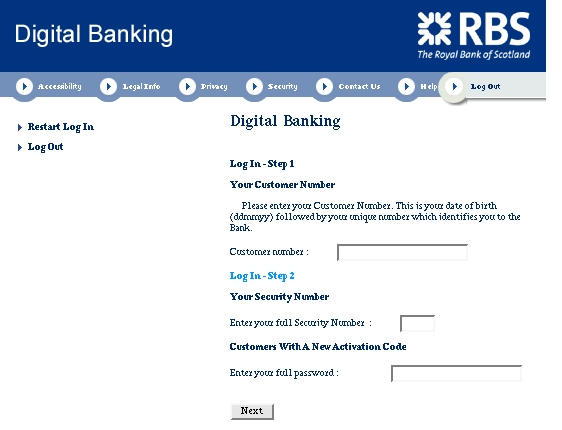 Digital Banking
RBS
The Royal Bank of Scotland
Accessibility Legal Info Privacy Security Contact Us Help Log Out
Restart Log In
Log Out
Digital Banking
Log In - Step 1
Your Customer Number
Please enter your Customer Number. This is your date of birth
(ddmmyy) followed by your unique number which identifies you to the
Bank.
Customer number :
Log In - Step 2
Your Security Number
Enter your full Security Number :
Customers With A New Activation Code
Enter your full password :
Next